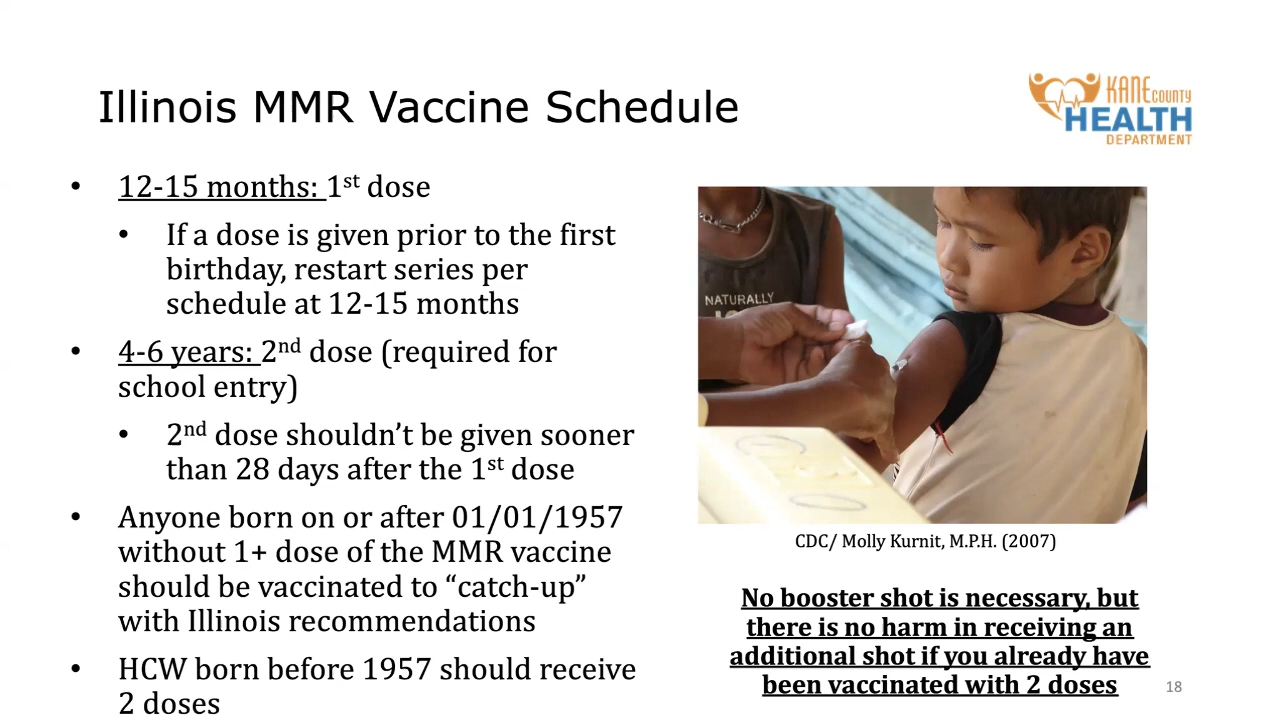 Illinois MMR Vaccine Schedule
KANE COUNTY
HEALTH
DEPARTMENT
• 12-15 months: 1st dose
• If a dose is given prior to the first
birthday, restart series per
schedule at 12-15 months
• 4-6 years: 2nd dose (required for
school entry)
• 2nd dose shouldn’t be given sooner
than 28 days after the 1st dose
• Anyone born on or after 01/01/1957
without 1+ dose of the MMR vaccine
should be vaccinated to “catch-up”
with Illinois recommendations
• HCW born before 1957 should receive
2 doses
NATURALLY
CDC/ Molly Kurnit, M.P.H. (2007)
No booster shot is necessary, but
there is no harm in receiving an
additional shot if you already have
been vaccinated with 2 doses
18